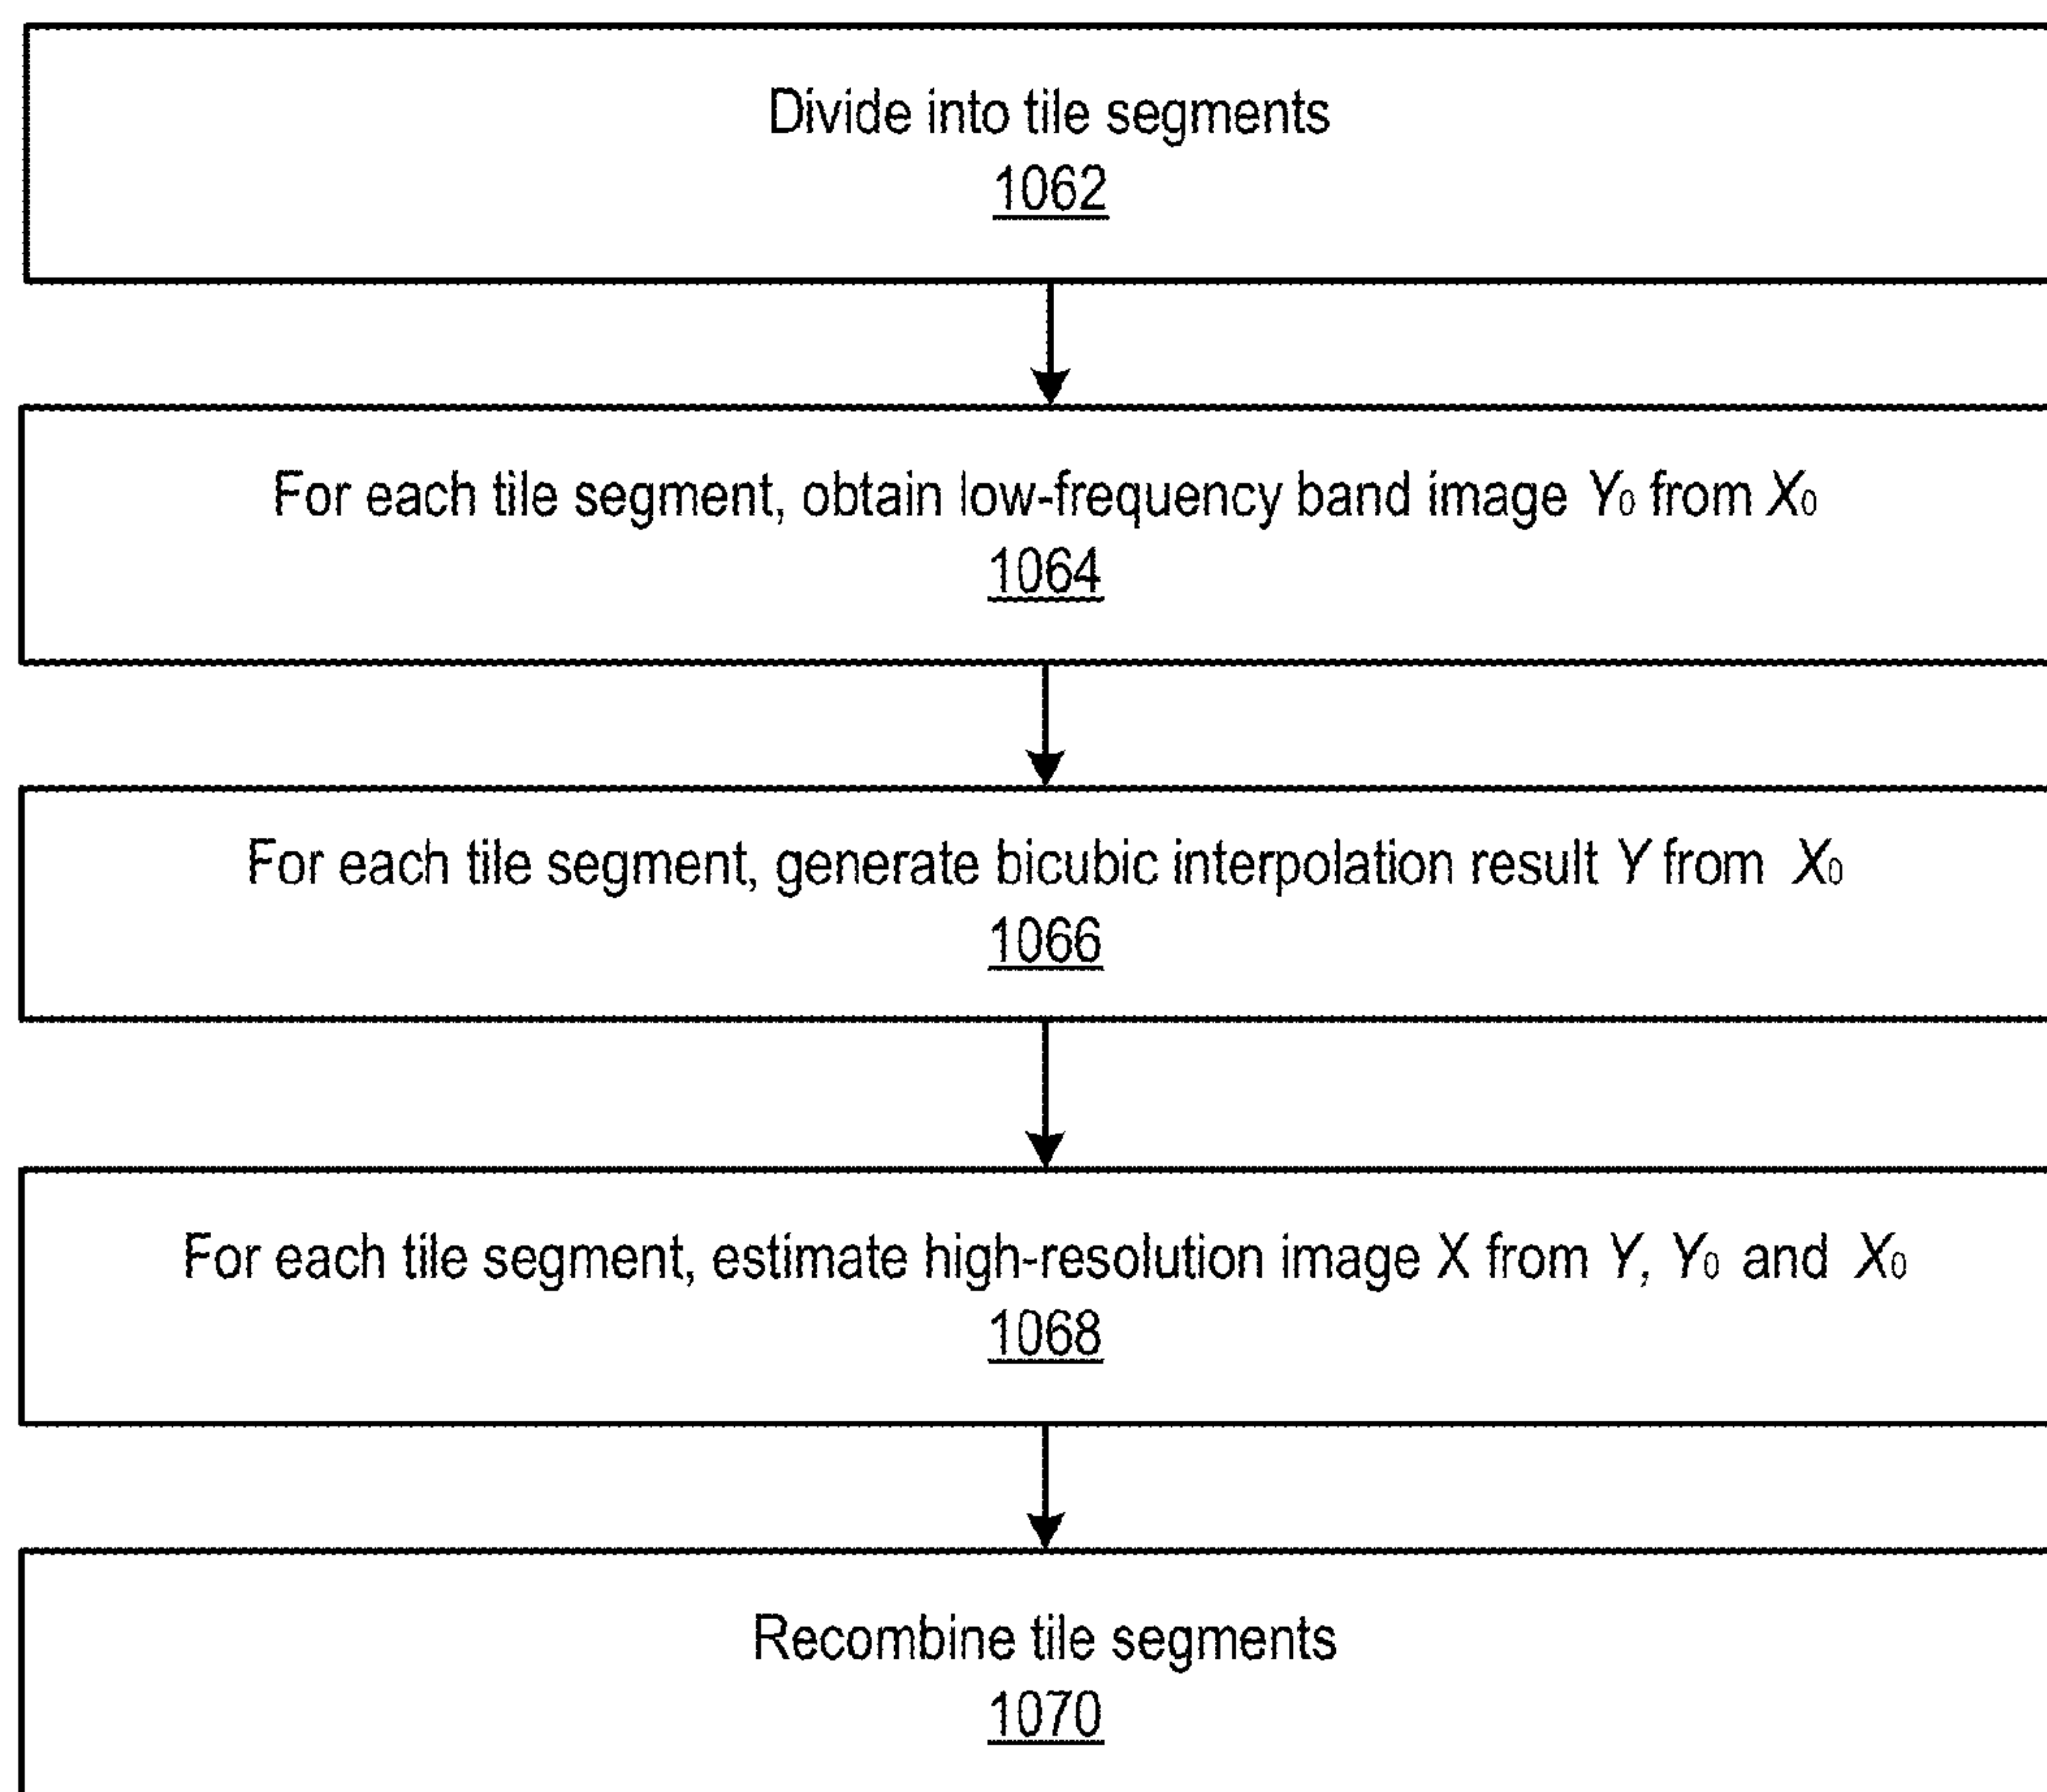 Divide into tile segments
1062
For each tile segment, obtain low-frequency band image Y₀ from X₀
1064
For each tile segment, generate bicubic interpolation result Y from X₀
1066
For each tile segment, estimate high-resolution image X from Y, Y₀ and X₀
1068
Recombine tile segments
1070